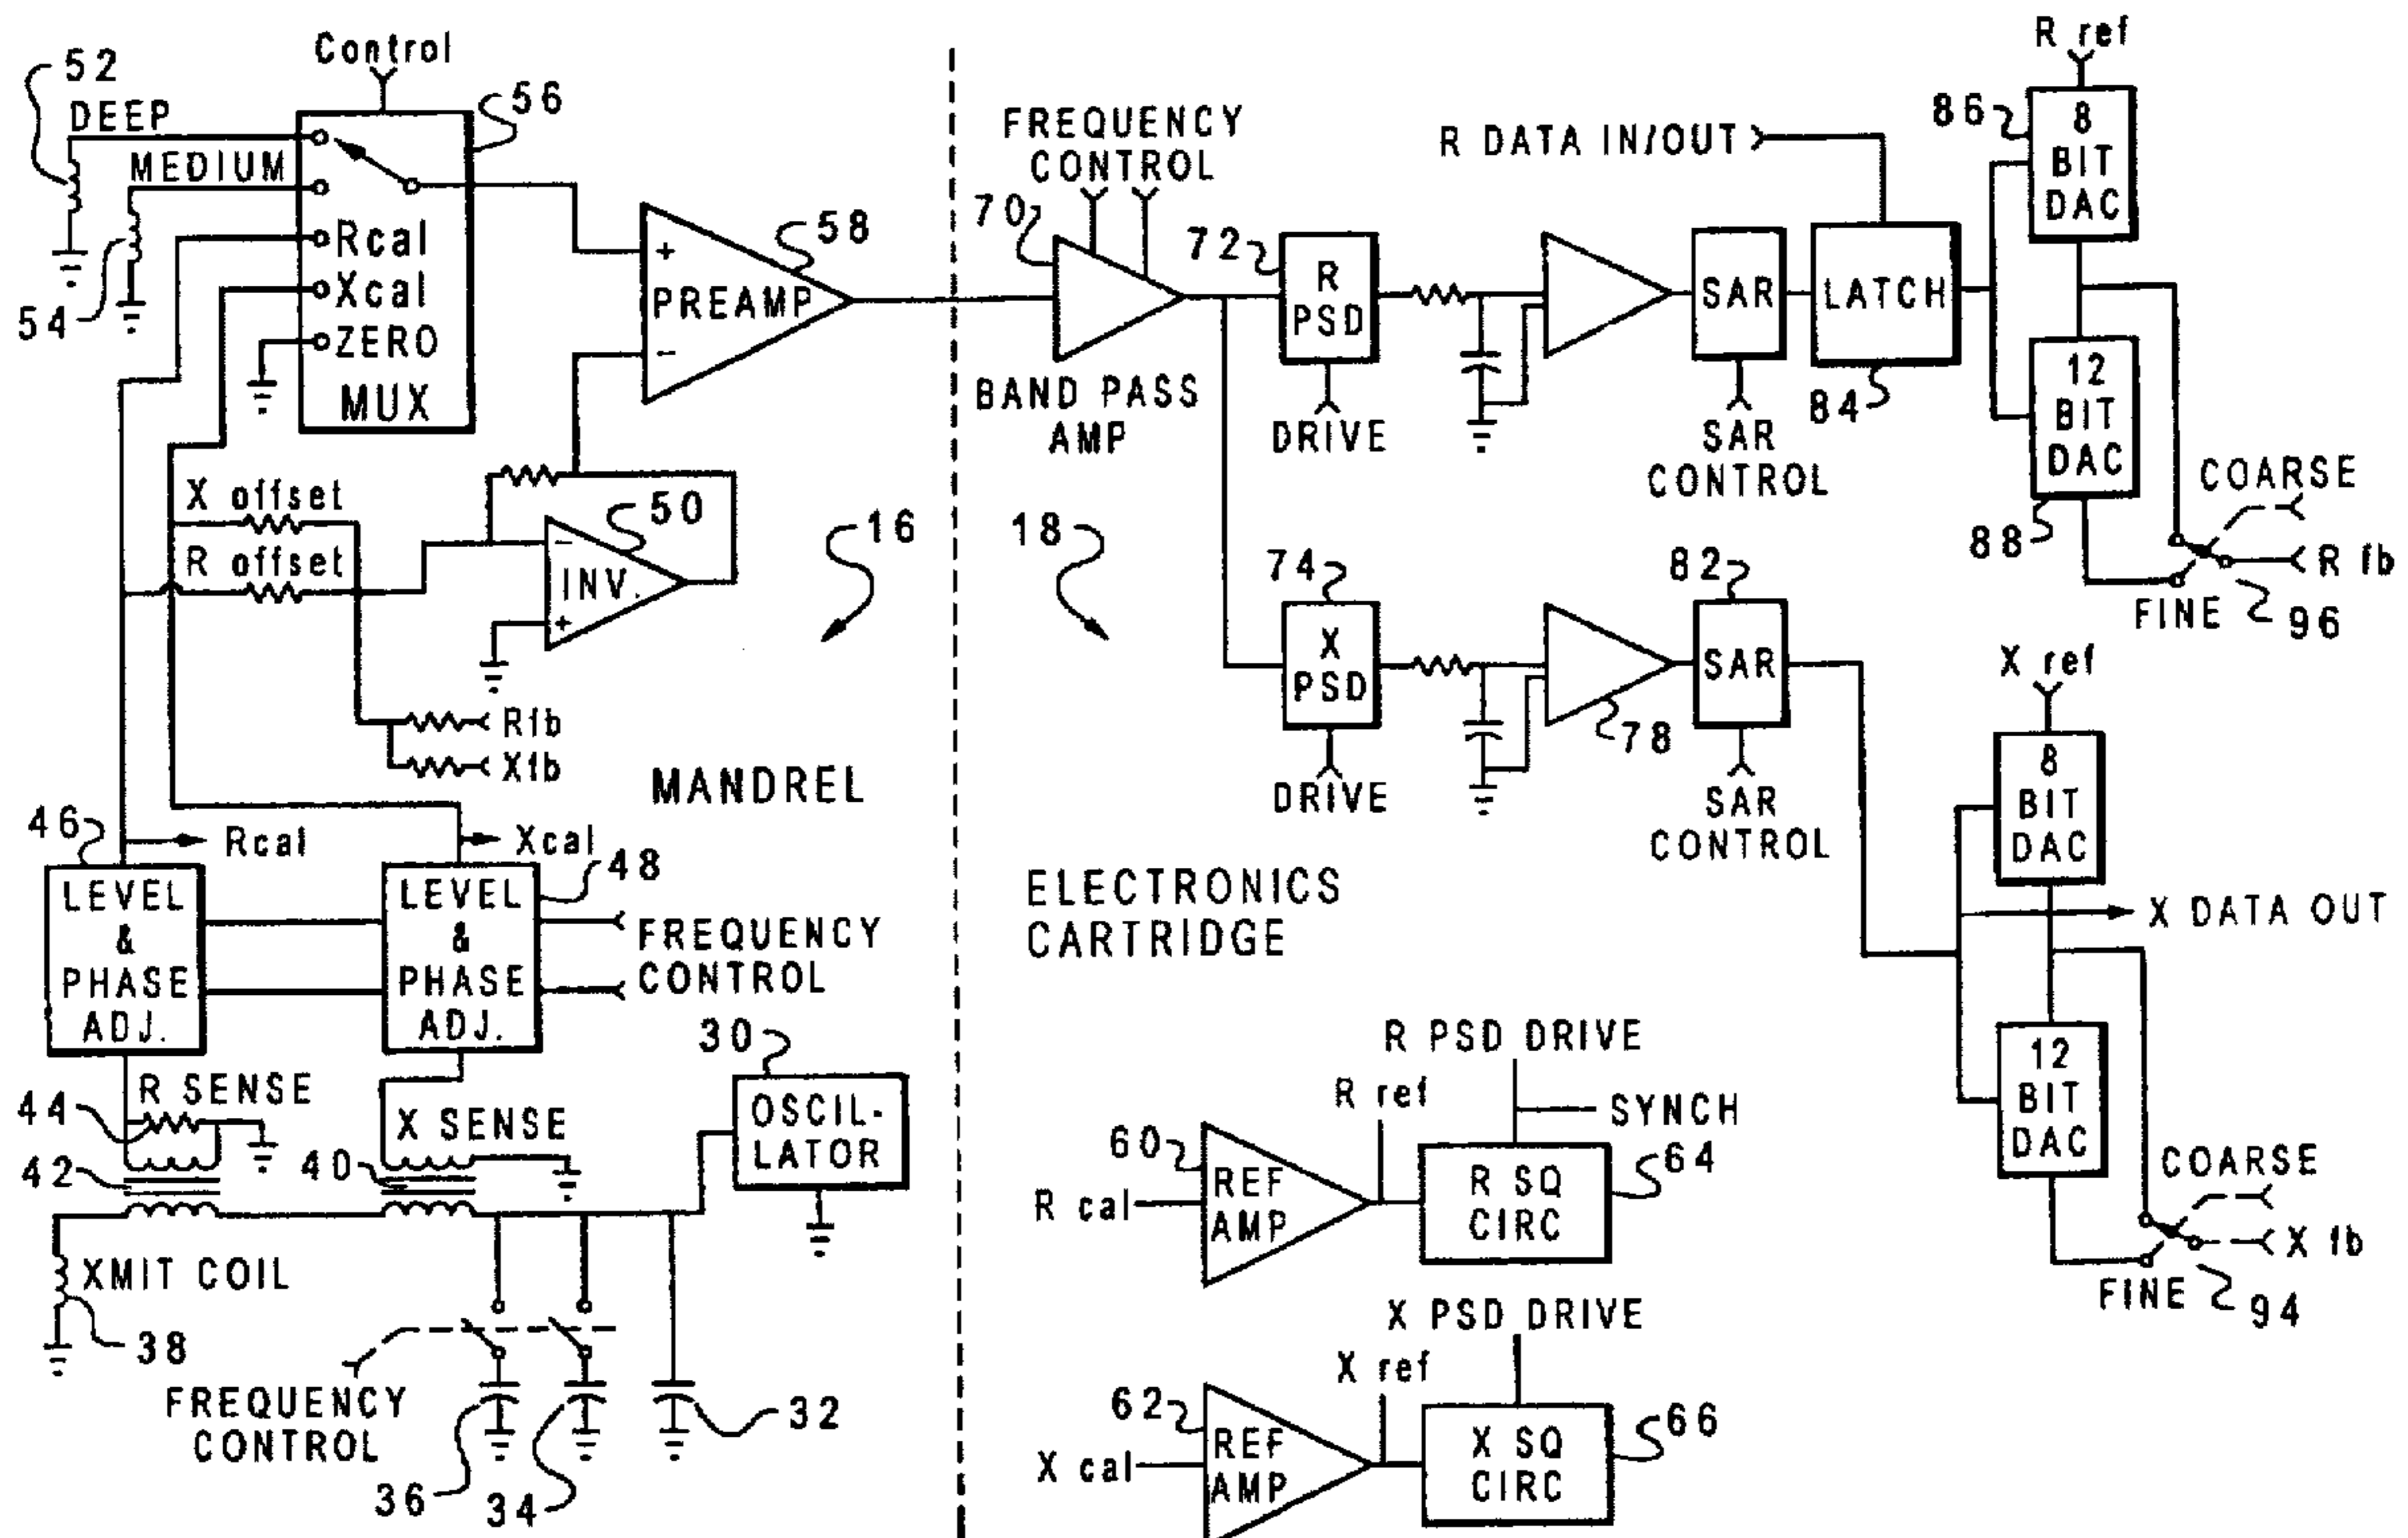 Control
52
DEEP
56
MEDIUM
Rcal
Xcal
ZERO
MUX
54
+
PREAMP
−
58
X offset
R offset
50
−
INV.
+
16
Rfb
Xfb
MANDREL
46
Rcal
Xcal
48
LEVEL
&
PHASE
ADJ.
LEVEL
&
PHASE
ADJ.
FREQUENCY
CONTROL
30
OSCIL-
LATOR
R SENSE
44
X SENSE
42
40
XMIT COIL
38
FREQUENCY
CONTROL
36
34
32
FREQUENCY
CONTROL
70
BAND PASS
AMP
72
R
PSD
DRIVE
R DATA IN/OUT
SAR
SAR
CONTROL
LATCH
84
R ref
86
8
BIT
DAC
12
BIT
DAC
88
COARSE
R fb
FINE
96
18
74
X
PSD
DRIVE
78
82
SAR
SAR
CONTROL
X ref
8
BIT
DAC
X DATA OUT
12
BIT
DAC
COARSE
X fb
FINE
94
ELECTRONICS
CARTRIDGE
R PSD DRIVE
R ref
SYNCH
60
R cal
REF
AMP
R SQ
CIRC
64
X PSD DRIVE
X ref
62
X cal
REF
AMP
X SQ
CIRC
66